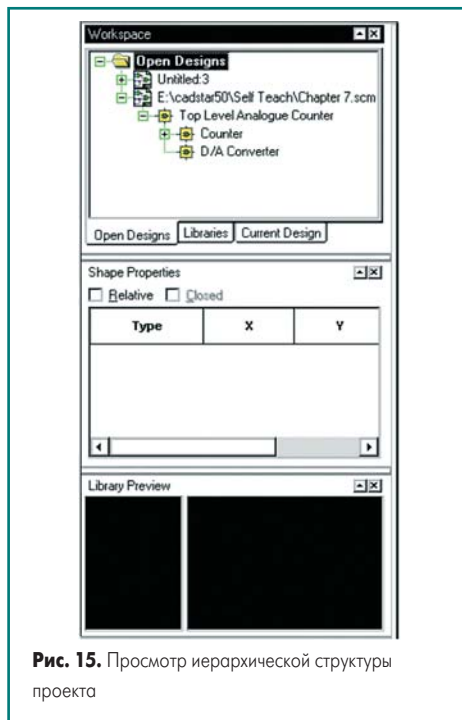 Workspace
Open Designs
Untitled:3
E:\cadstar50\Self Teach\Chapter 7.scm
Top Level Analogue Counter
Counter
D/A Converter
Open Designs Libraries Current Design
Shape Properties
Relative Closed
Type X Y
Library Preview
Рис. 15. Просмотр иерархической структуры
проекта